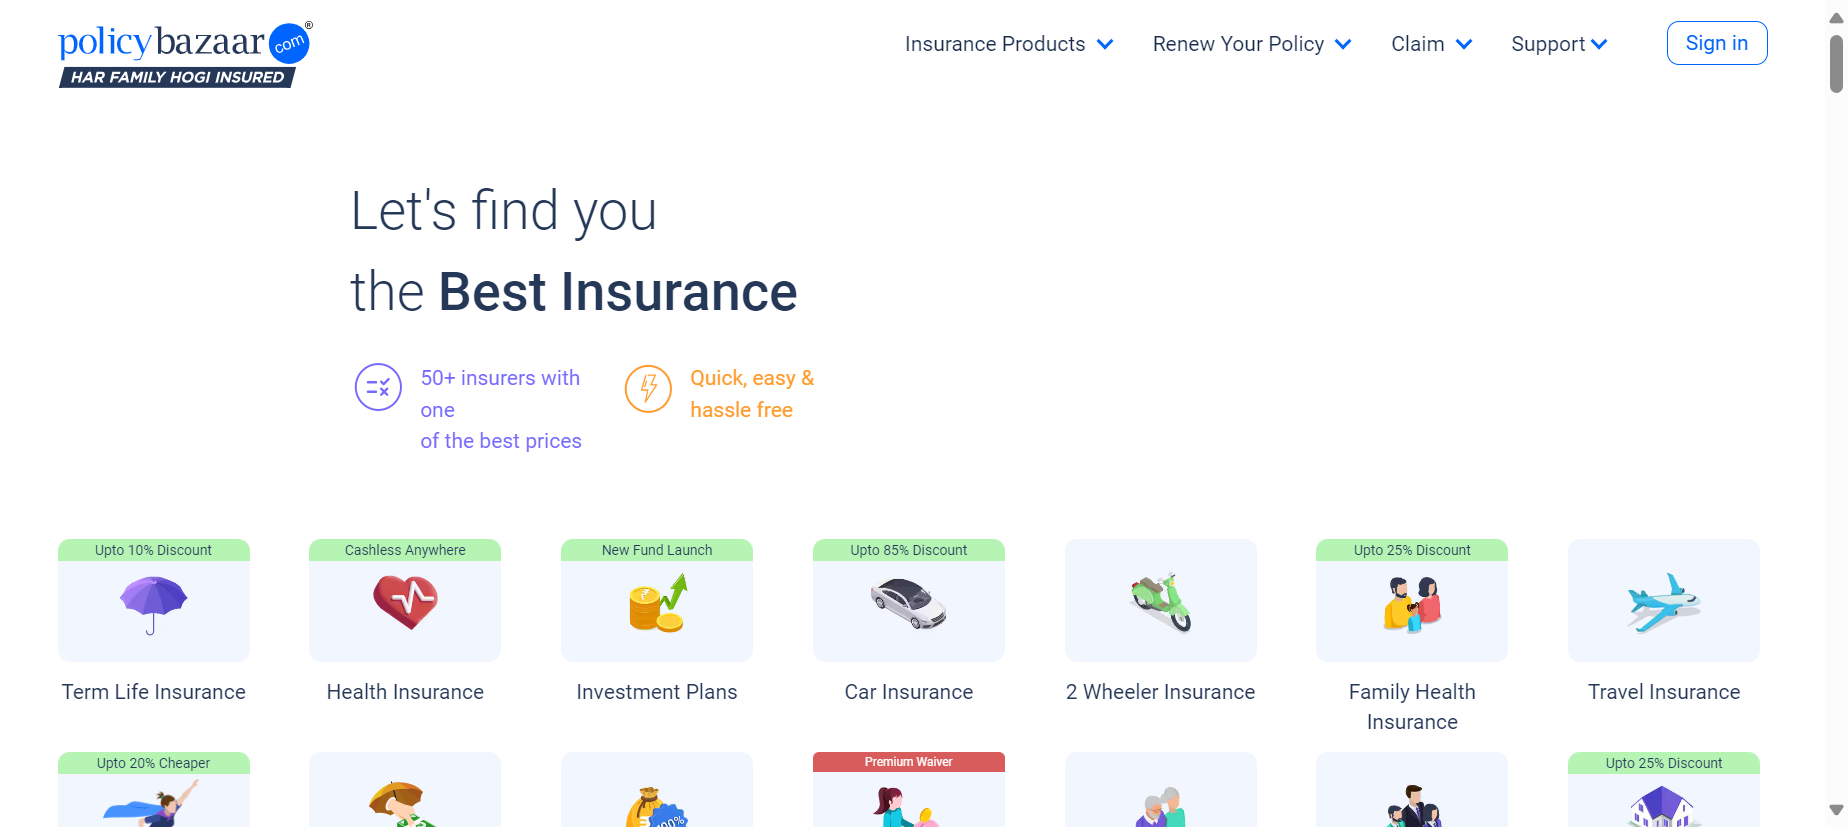 policybazaar com ®
HAR FAMILY HOGI INSURED
Insurance Products
Renew Your Policy
Claim
Support
Sign in
Let's find you
the Best Insurance
50+ insurers with
one
of the best prices
Quick, easy &
hassle free
Upto 10% Discount
Cashless Anywhere
New Fund Launch
Upto 85% Discount
Upto 25% Discount
Term Life Insurance
Health Insurance
Investment Plans
Car Insurance
2 Wheeler Insurance
Family Health
Insurance
Travel Insurance
Upto 20% Cheaper
Premium Waiver
Upto 25% Discount
100%